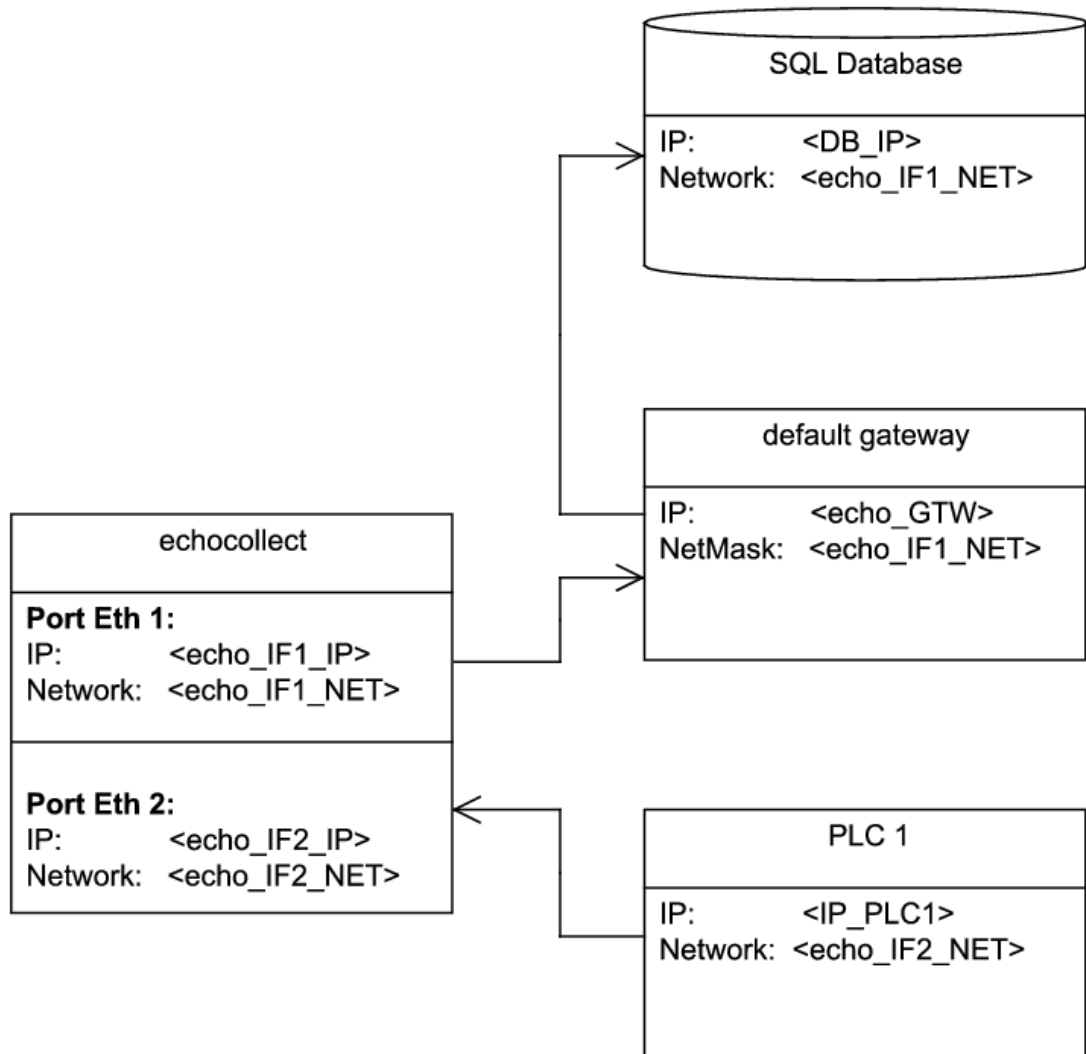 SQL Database
IP: <DB_IP>
Network: <echo_IF1_NET>
default gateway
IP: <echo_GTW>
NetMask: <echo_IF1_NET>
echocollect
Port Eth 1:
IP: <echo_IF1_IP>
Network: <echo_IF1_NET>
Port Eth 2:
IP: <echo_IF2_IP>
Network: <echo_IF2_NET>
PLC 1
IP: <IP_PLC1>
Network: <echo_IF2_NET>